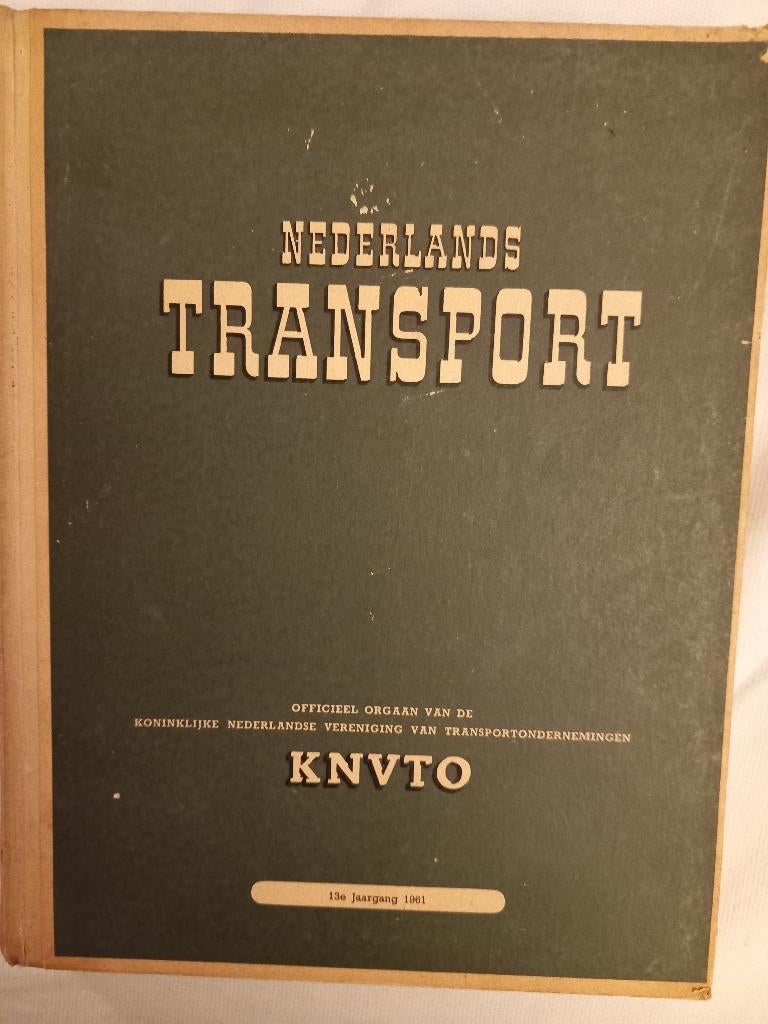 NEDERLANDS
TRANSPORT
OFFICIEEL ORGAAN VAN DE
KONINKLIJKE NEDERLANDSE VERENIGING VAN TRANSPORTONDERNEMINGEN
KNVTO
13e Jaargang 1961